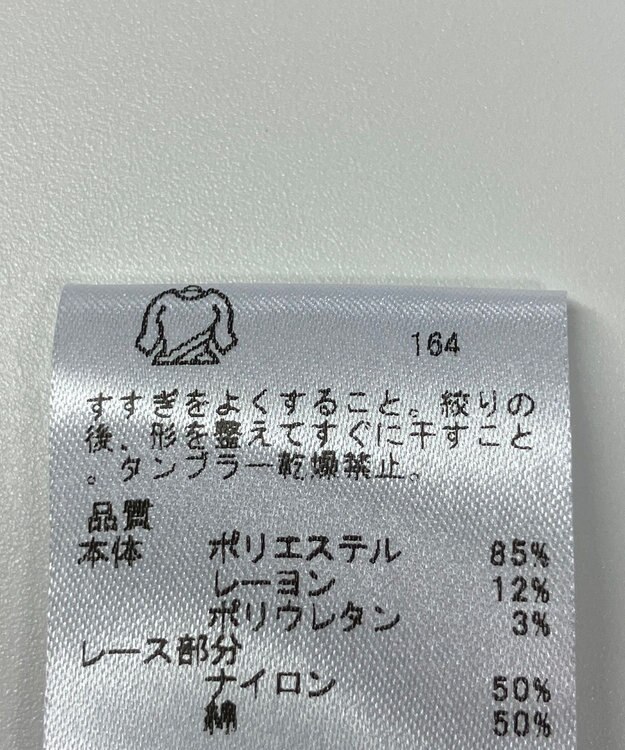 164
すすぎをよくすること。絞りの
後、形を整えてすぐに干すこと
。タンブラー乾燥禁止。
品質
本体 ポリエステル 85%
レーヨン 12%
ポリウレタン 3%
レース部分
ナイロン 50%
綿 50%